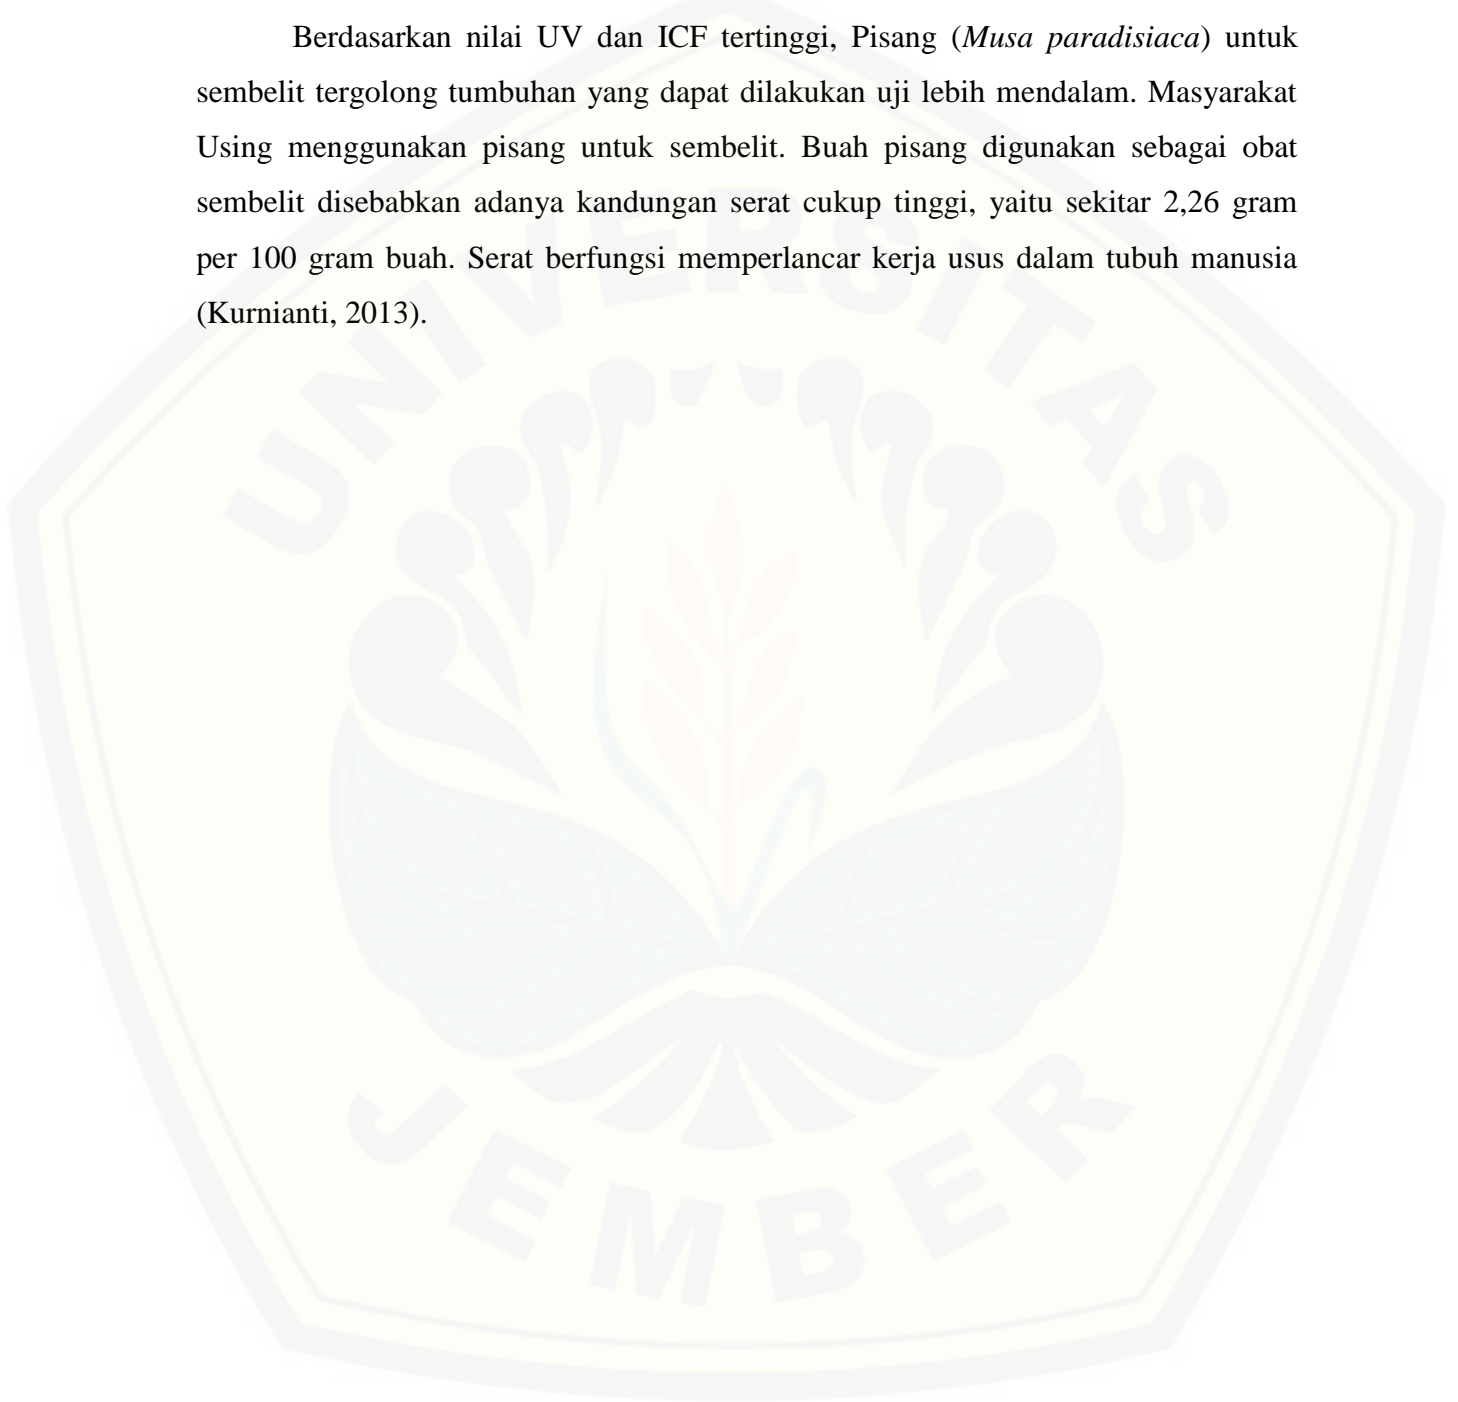 Berdasarkan nilai UV dan ICF tertinggi, Pisang (Musa paradisiaca) untuk
sembelit tergolong tumbuhan yang dapat dilakukan uji lebih mendalam. Masyarakat
Using menggunakan pisang untuk sembelit. Buah pisang digunakan sebagai obat
sembelit disebabkan adanya kandungan serat cukup tinggi, yaitu sekitar 2,26 gram
per 100 gram buah. Serat berfungsi memperlancar kerja usus dalam tubuh manusia
(Kurnianti, 2013).
UNIVERSITAS
JEMBER